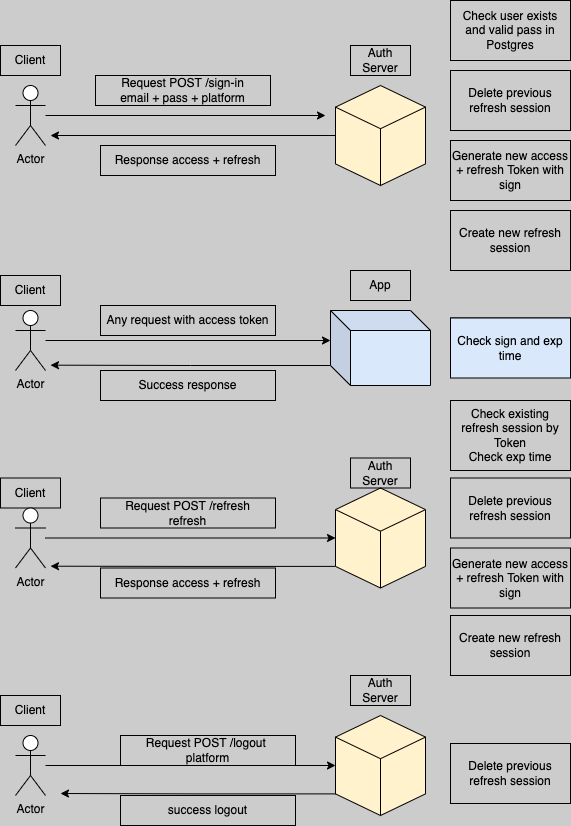 Client
Request POST /sign-in
email + pass + platform
Response access + refresh
Actor
Auth
Server
Check user exists
and valid pass in
Postgres
Delete previous
refresh session
Generate new access
+ refresh Token with
sign
Create new refresh
session
Client
Any request with access token
Success response
Actor
App
Check sign and exp
time
Client
Request POST /refresh
refresh
Response access + refresh
Actor
Auth
Server
Check existing
refresh session by
Token
Check exp time
Delete previous
refresh session
Generate new access
+ refresh Token with
sign
Create new refresh
session
Client
Request POST /logout
platform
success logout
Actor
Auth
Server
Delete previous
refresh session